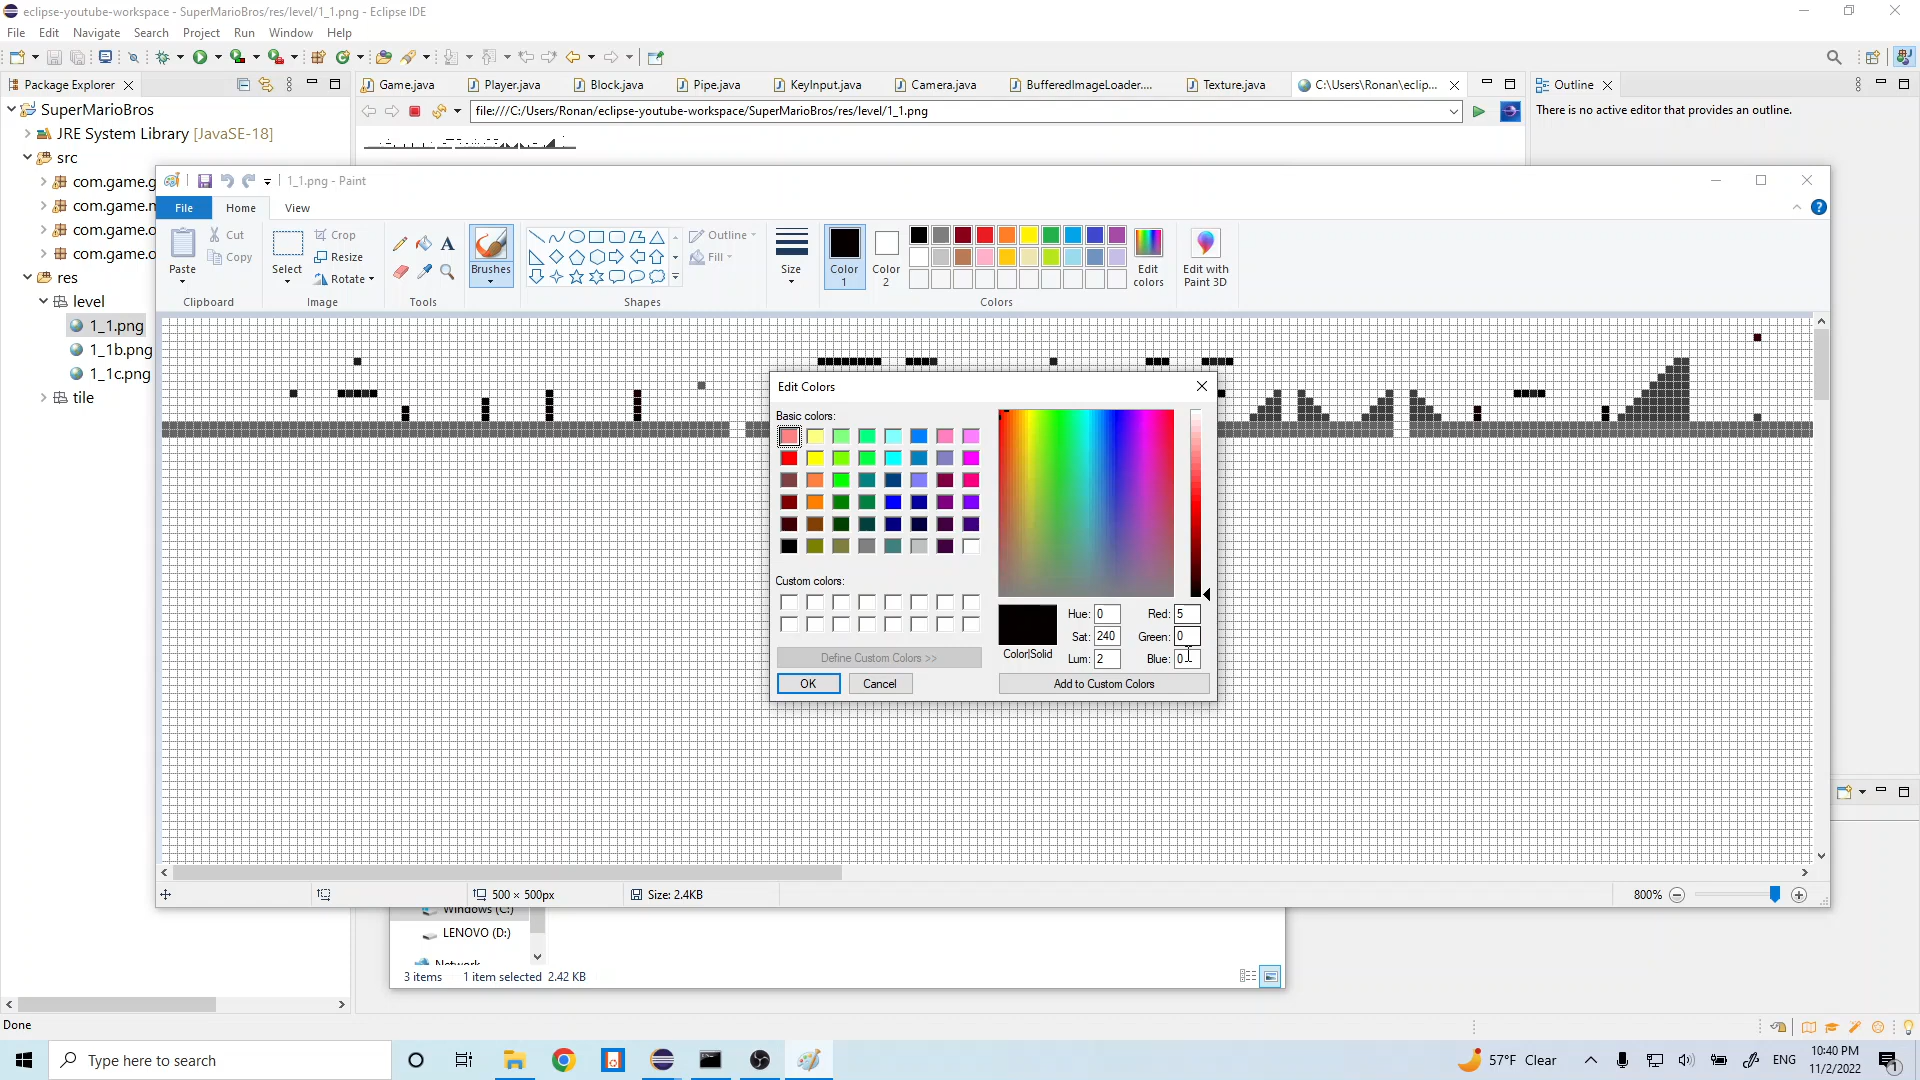 eclipse-youtube-workspace - SuperMarioBros/res/level/1_1.png - Eclipse IDE
File Edit Navigate Search Project Run Window Help
Package Explorer
Game.java Player.java Block.java Pipe.java KeyInput.java Camera.java BufferedImageLoader.... Texture.java C:\Users\Ronan\eclip...
Outline
SuperMarioBros
file:///C:/Users/Ronan/eclipse-youtube-workspace/SuperMarioBros/res/level/1_1.png
There is no active editor that provides an outline.
JRE System Library [JavaSE-18]
src
com.game.g
com.game.n
com.game.o
com.game.o
res
level
1_1.png
1_1b.png
1_1c.png
tile
1_1.png - Paint
File Home View
Paste
Cut
Copy
Clipboard
Select
Crop
Resize
Rotate
Image
Tools
Brushes
Outline
Fill
Shapes
Size
Color 1
Color 2
Edit colors
Edit with Paint 3D
Colors
Edit Colors
Basic colors:
Custom colors:
Define Custom Colors >>
OK
Cancel
Hue: 0 Red: 5
Sat: 240 Green: 0
Color|Solid
Lum: 2 Blue: 0
Add to Custom Colors
500 × 500px
Size: 2.4KB
800%
Windows (C:)
LENOVO (D:)
Network
3 items 1 item selected 2.42 KB
Done
Type here to search
57°F Clear
ENG
10:40 PM
11/2/2022
1